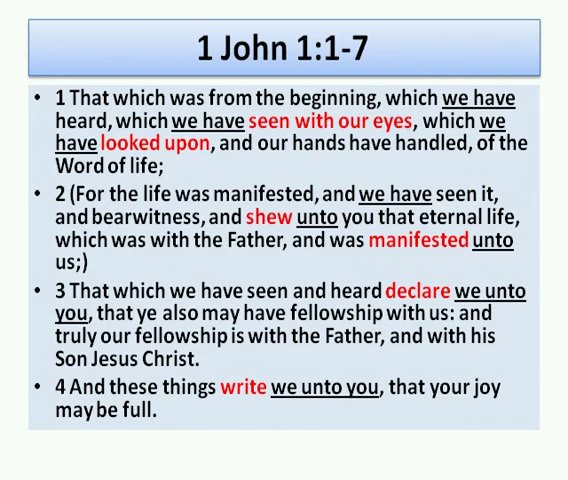 1 John 1:1-7
• 1 That which was from the beginning, which we have
heard, which we have seen with our eyes, which we
have looked upon, and our hands have handled, of the
Word of life;
• 2 (For the life was manifested, and we have seen it,
and bear witness, and shew unto you that eternal life,
which was with the Father, and was manifested unto
us;)
• 3 That which we have seen and heard declare we unto
you, that ye also may have fellowship with us: and
truly our fellowship is with the Father, and with his
Son Jesus Christ.
• 4 And these things write we unto you, that your joy
may be full.